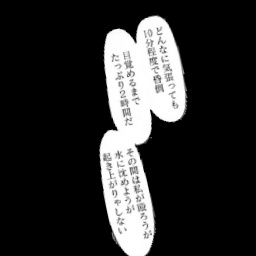 どんなに気張っても
10分程度で昏倒
目覚めるまで
たっぷり2時間だ
その間は私が殴ろうが
水に沈めようが
起き上がりゃしない